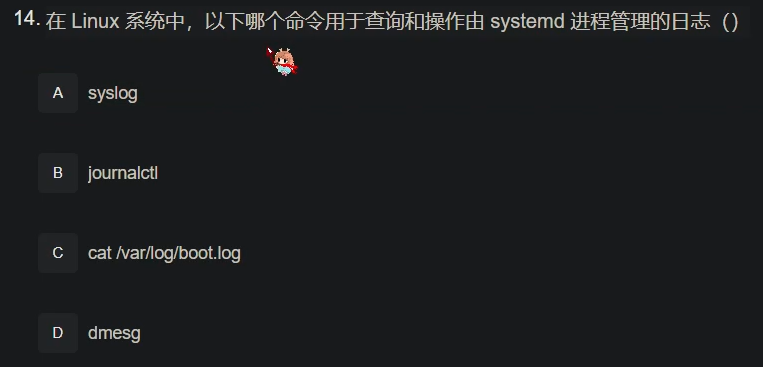 14. 在 Linux 系统中，以下哪个命令用于查询和操作由 systemd 进程管理的日志（）
A syslog
B journalctl
C cat /var/log/boot.log
D dmesg